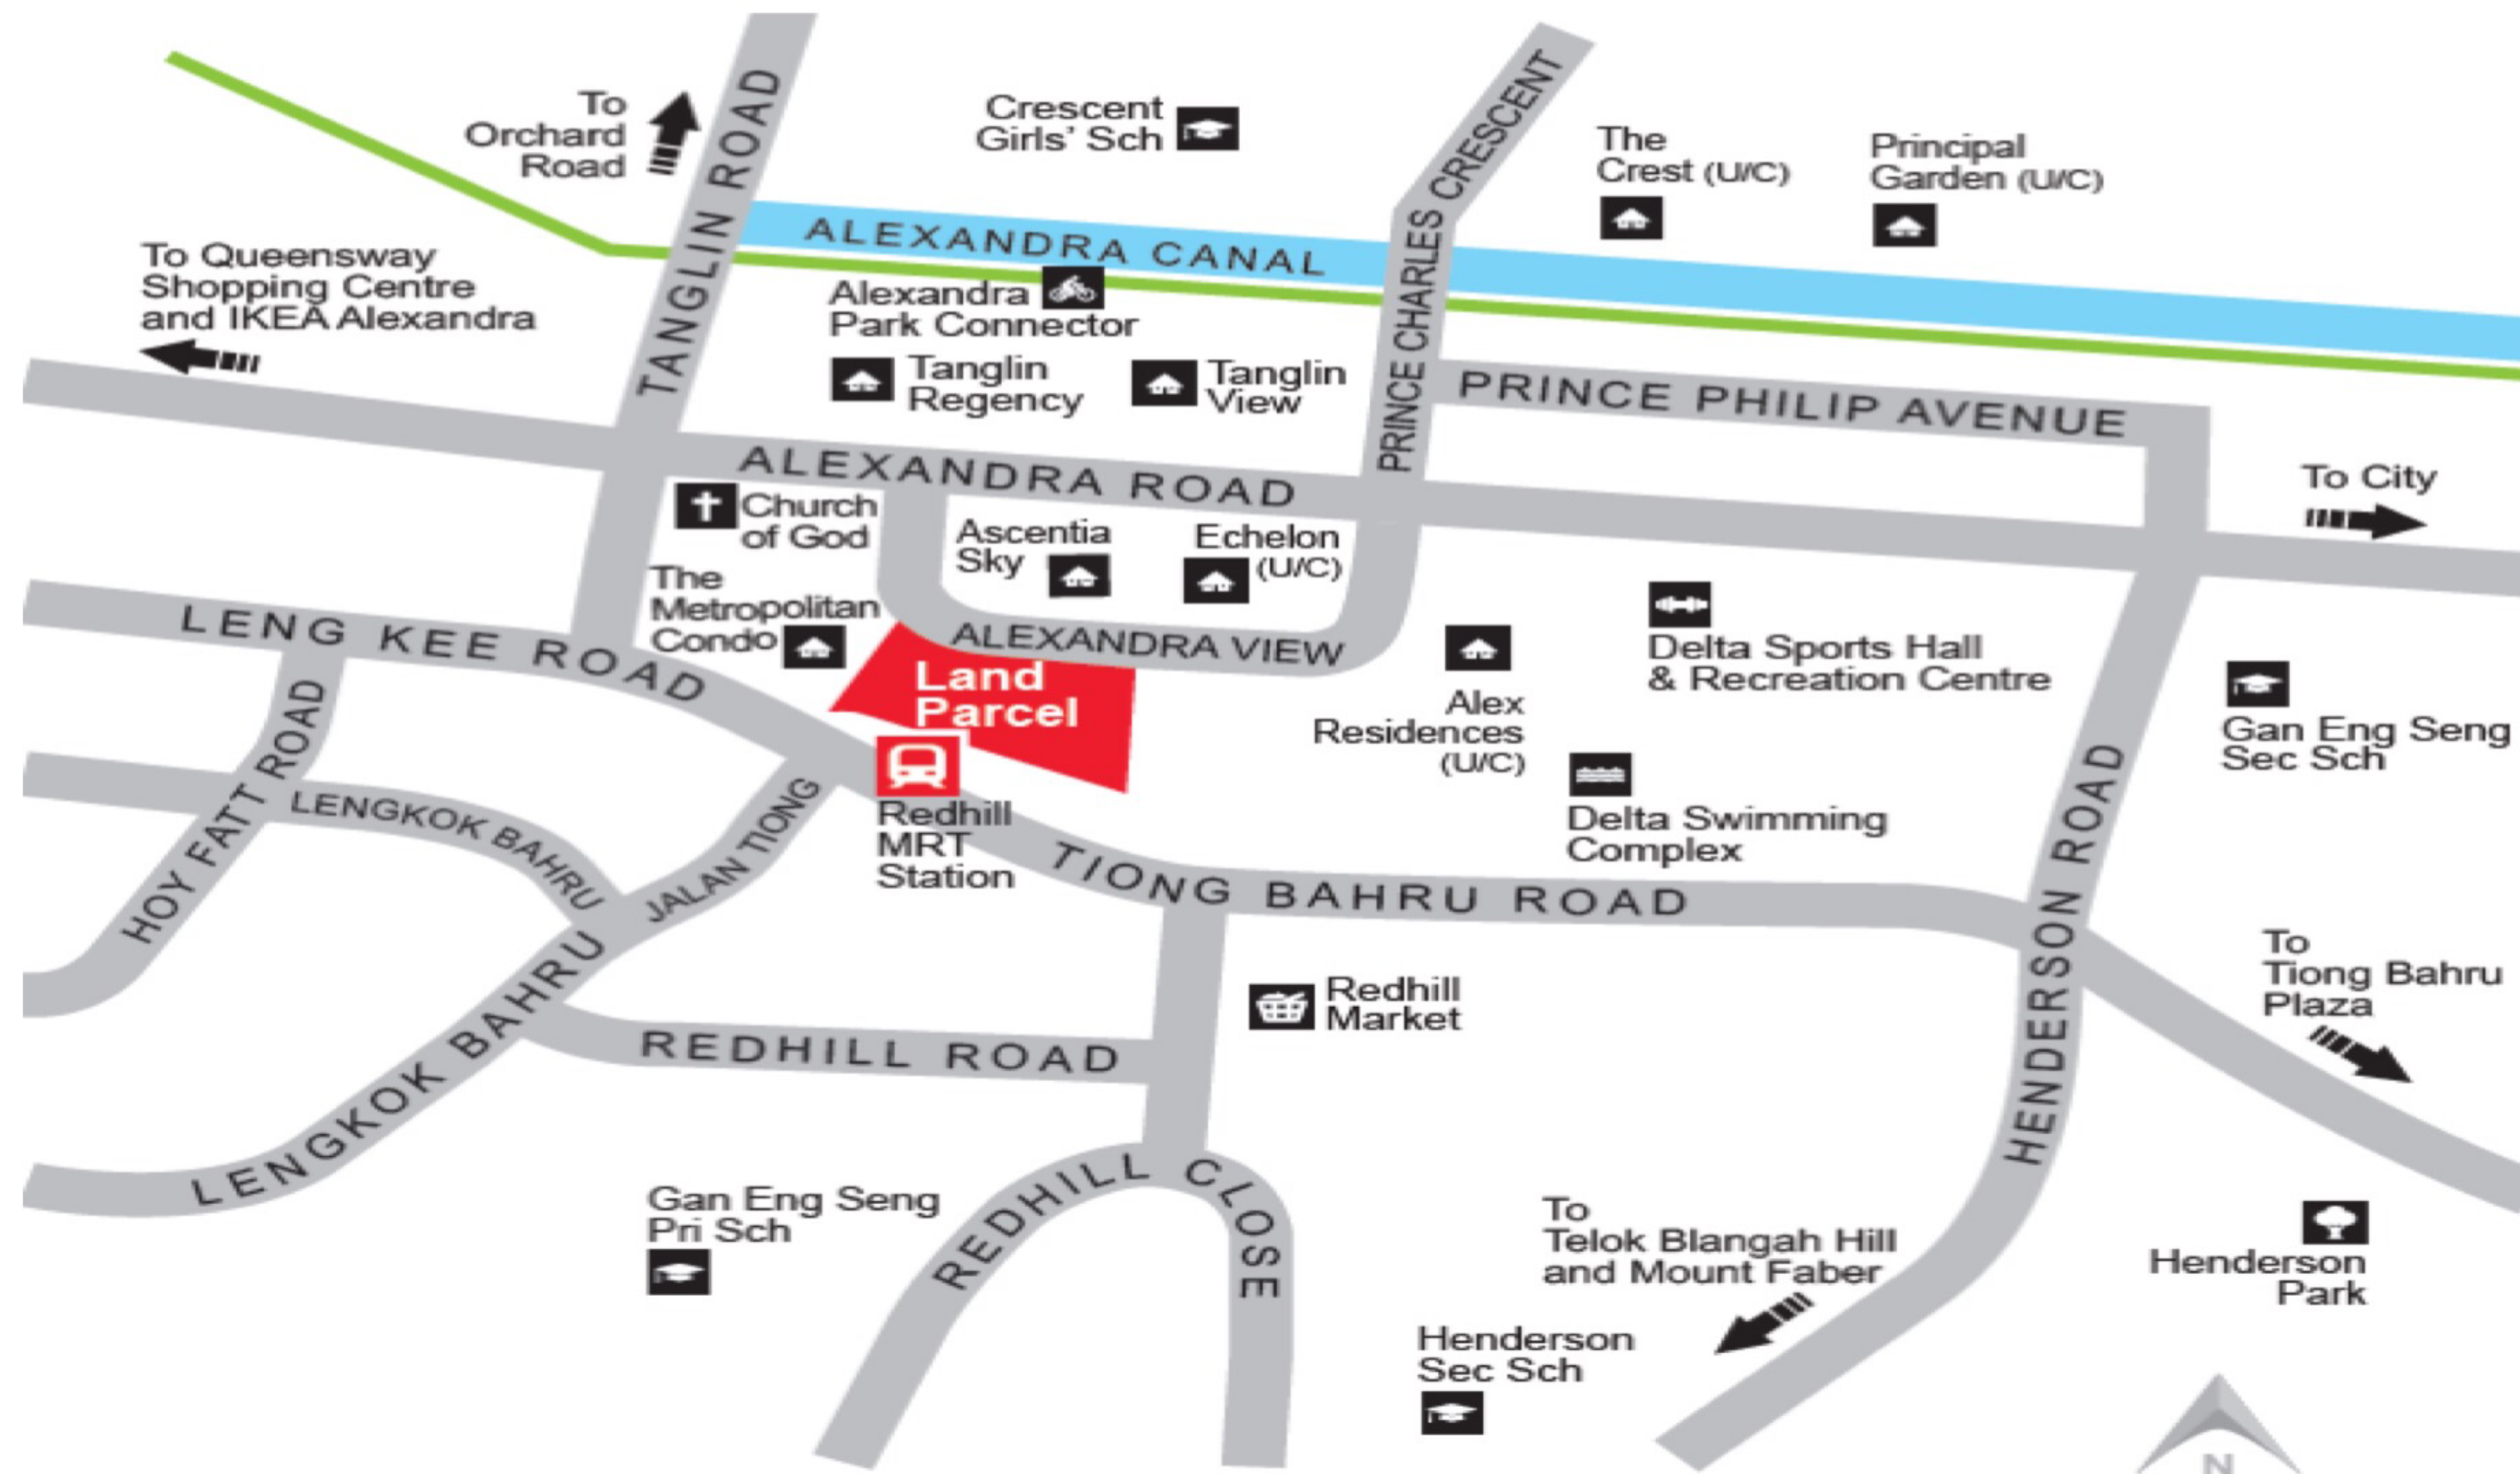 To
Orchard
Road
TANGLIN ROAD
Crescent
Girls' Sch
PRINCE CHARLES CRESCENT
The
Crest (U/C)
Principal
Garden (U/C)
ALEXANDRA CANAL
To Queensway
Shopping Centre
and IKEA Alexandra
Alexandra
Park Connector
Tanglin
Regency
Tanglin
View
PRINCE PHILIP AVENUE
ALEXANDRA ROAD
To City
Church
of God
Ascentia
Sky
Echelon
(U/C)
The
Metropolitan
Condo
LENG KEE ROAD
ALEXANDRA VIEW
Land
Parcel
Alex
Residences
(U/C)
Delta Sports Hall
& Recreation Centre
Gan Eng Seng
Sec Sch
HOY FATT ROAD
LENGKOK BAHRU
JALAN TIONG
Redhill
MRT
Station
Delta Swimming
Complex
TIONG BAHRU ROAD
HENDERSON ROAD
To
Tiong Bahru
Plaza
LENGKOK BAHRU
REDHILL ROAD
Redhill
Market
Gan Eng Seng
Pri Sch
REDHILL CLOSE
To
Telok Blangah Hill
and Mount Faber
Henderson
Park
Henderson
Sec Sch
N